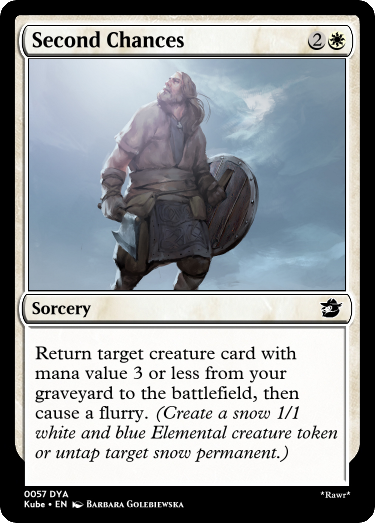 Second Chances 2
Sorcery
Return target creature card with
mana value 3 or less from your
graveyard to the battlefield, then
cause a flurry. (Create a snow 1/1
white and blue Elemental creature token
or untap target snow permanent.)
0057 DYA
Kube • EN Barbara Golebiewska
*Rawr*